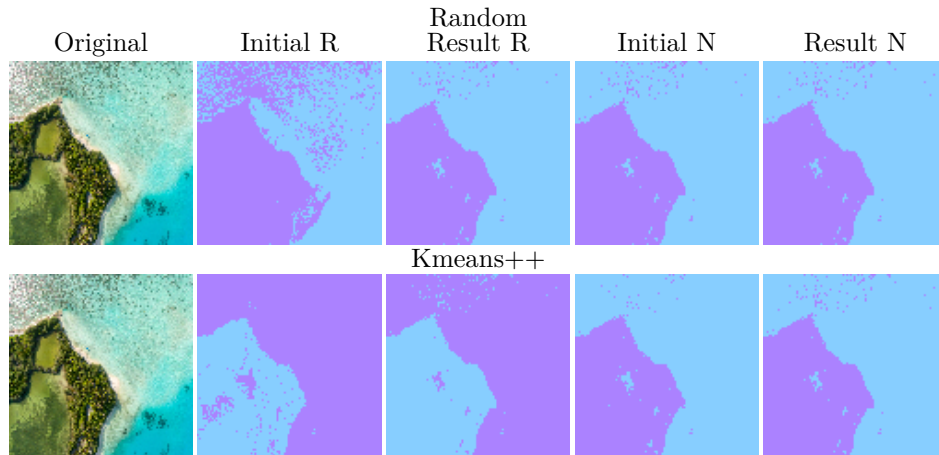 Random
Original Initial R Result R Initial N Result N
Kmeans++